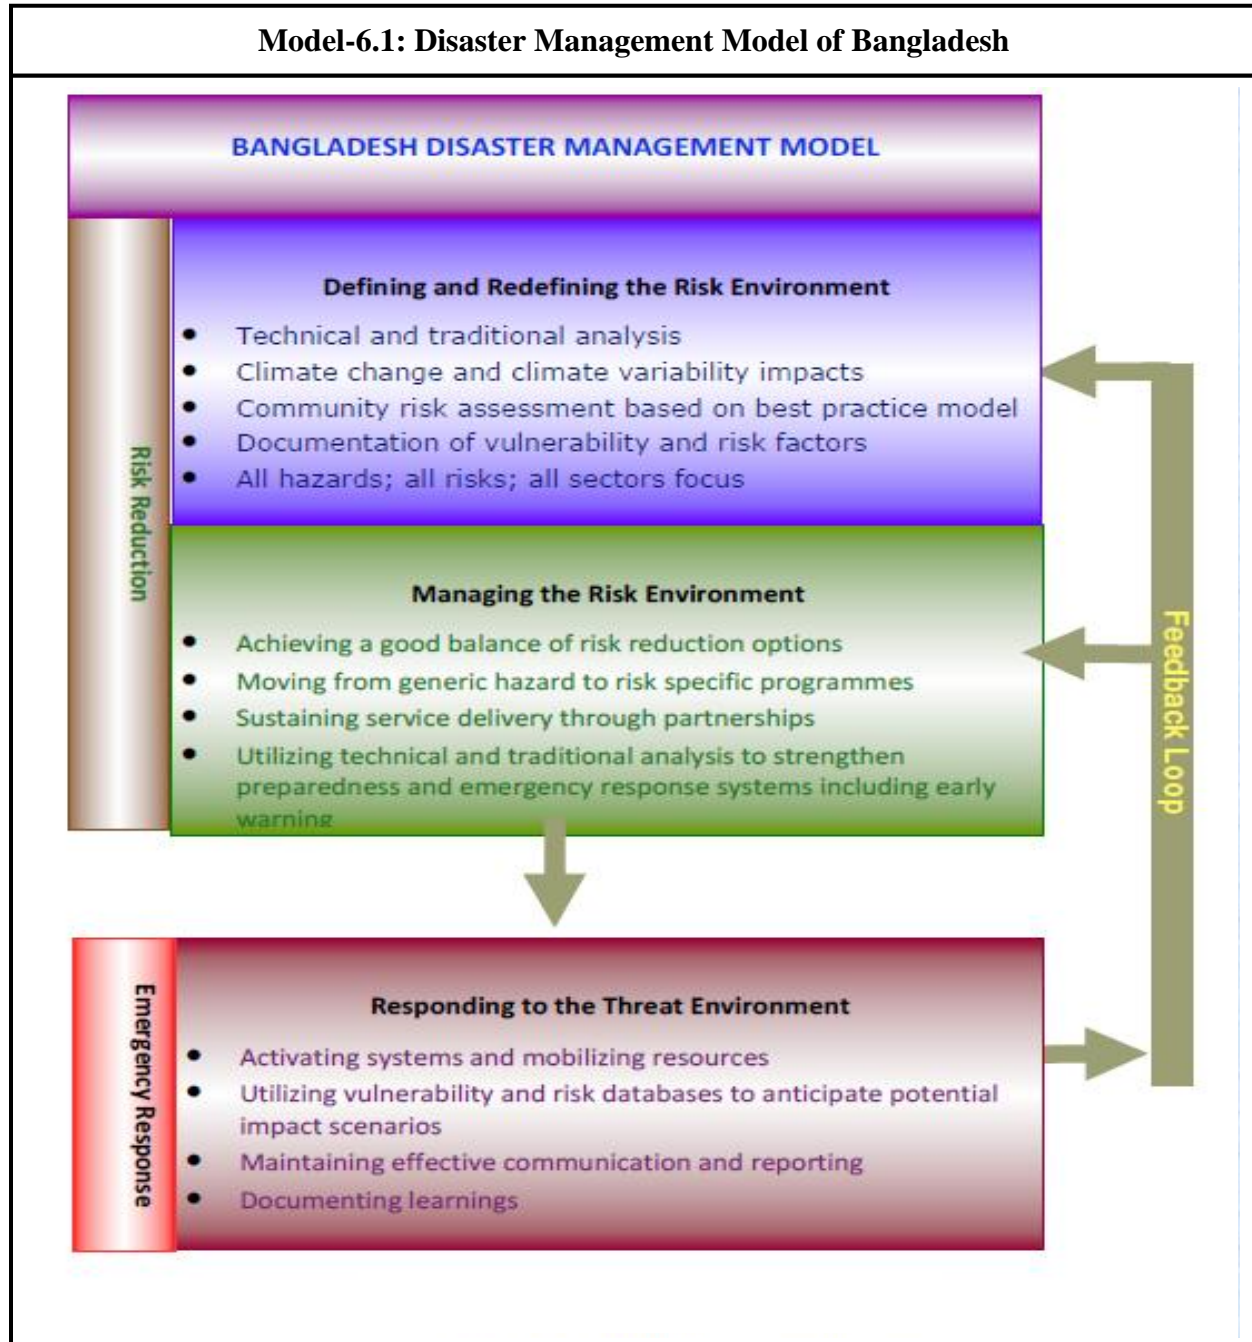 Model-6.1: Disaster Management Model of Bangladesh
BANGLADESH DISASTER MANAGEMENT MODEL
Risk Reduction
Defining and Redefining the Risk Environment
• Technical and traditional analysis
• Climate change and climate variability impacts
• Community risk assessment based on best practice model
• Documentation of vulnerability and risk factors
• All hazards; all risks; all sectors focus
Managing the Risk Environment
• Achieving a good balance of risk reduction options
• Moving from generic hazard to risk specific programmes
• Sustaining service delivery through partnerships
• Utilizing technical and traditional analysis to strengthen
preparedness and emergency response systems including early
warning
Feedback Loop
Emergency Response
Responding to the Threat Environment
• Activating systems and mobilizing resources
• Utilizing vulnerability and risk databases to anticipate potential
impact scenarios
• Maintaining effective communication and reporting
• Documenting learnings